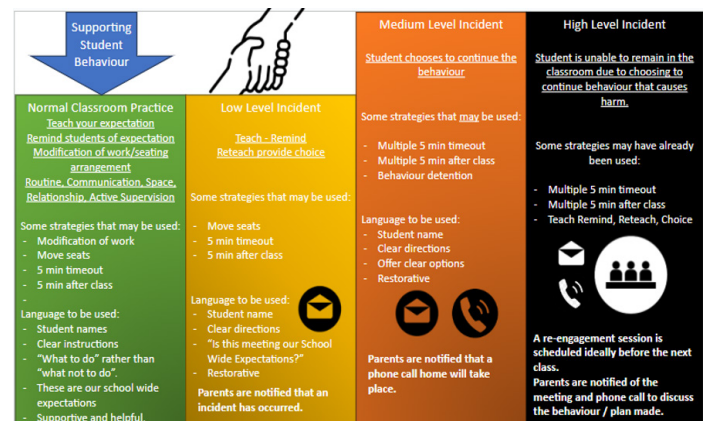 Supporting
Student
Behaviour
Normal Classroom Practice
Teach your expectation
Remind students of expectation
Modification of work/seating
arrangement
Routine, Communication, Space,
Relationship, Active Supervision
Some strategies that may be used:
- Modification of work
- Move seats
- 5 min timeout
- 5 min after class
-
Language to be used:
- Student names
- Clear instructions
- “What to do” rather than
“what not to do”.
- These are our school wide
expectations
- Supportive and helpful.
Low Level Incident
Teach - Remind
Reteach provide choice
Some strategies that may be used:
- Move seats
- 5 min timeout
- 5 min after class
Language to be used:
- Student name
- Clear directions
- “Is this meeting our School
Wide Expectations?”
- Restorative
Parents are notified that an
incident has occurred.
Medium Level Incident
Student chooses to continue the
behaviour
Some strategies that may be used:
- Multiple 5 min timeout
- Multiple 5 min after class
- Behaviour detention
Language to be used:
- Student name
- Clear directions
- Offer clear options
- Restorative
Parents are notified that a
phone call home will take
place.
High Level Incident
Student is unable to remain in the
classroom due to choosing to
continue behaviour that causes
harm.
Some strategies may have already
been used:
- Multiple 5 min timeout
- Multiple 5 min after class
- Teach Remind, Reteach, Choice
A re-engagement session is
scheduled ideally before the next
class.
Parents are notified of the
meeting and phone call to discuss
the behaviour / plan made.